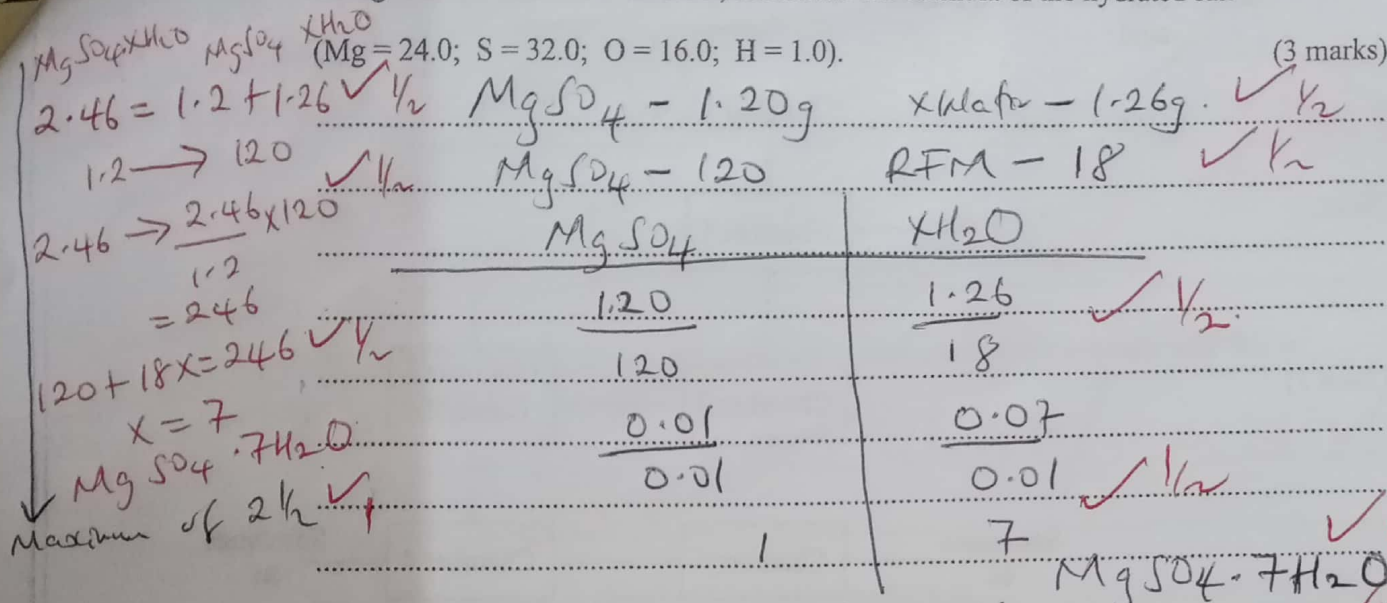 MgSO4.XH2O MgSO4 XH2O
(Mg = 24.0; S = 32.0; O = 16.0; H = 1.0). (3 marks)
2.46 = 1.2 + 1.26 ✓ ½
1.2 → 120 ✓ ½
2.46 → 2.46 x 120
1.2
= 246
120 + 18x = 246 ✓ ½
x = 7
MgSO4 . 7H2O
Maximum of 2½ ✓ 1
MgSO4 - 1.20g xWater - 1.26g. ✓ ½
MgSO4 - 120 RFM - 18 ✓ ½
MgSO4 XH2O
1.20 1.26 ✓ ½
120 18
0.01 0.07
0.01 0.01 ✓ ½
1 7 ✓
MgSO4. 7H2O